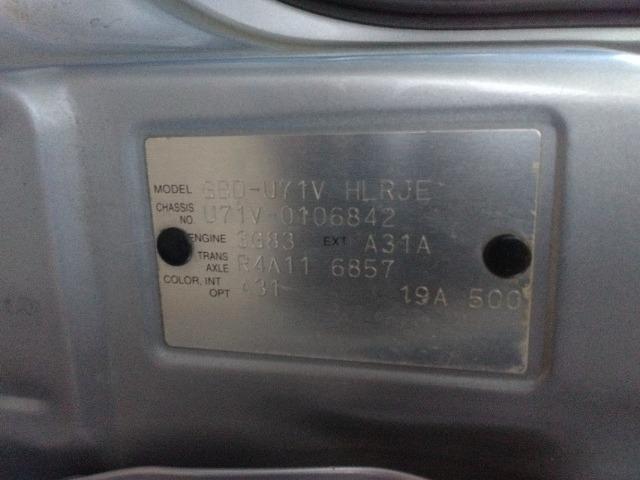 MODEL GBD-U71V HLRJE
CHASSIS NO. U71V 0106842
ENGINE 3G83 EXT A31A
TRANS AXLE R4A11 6857
COLOR, INT OPT 31 19A 500